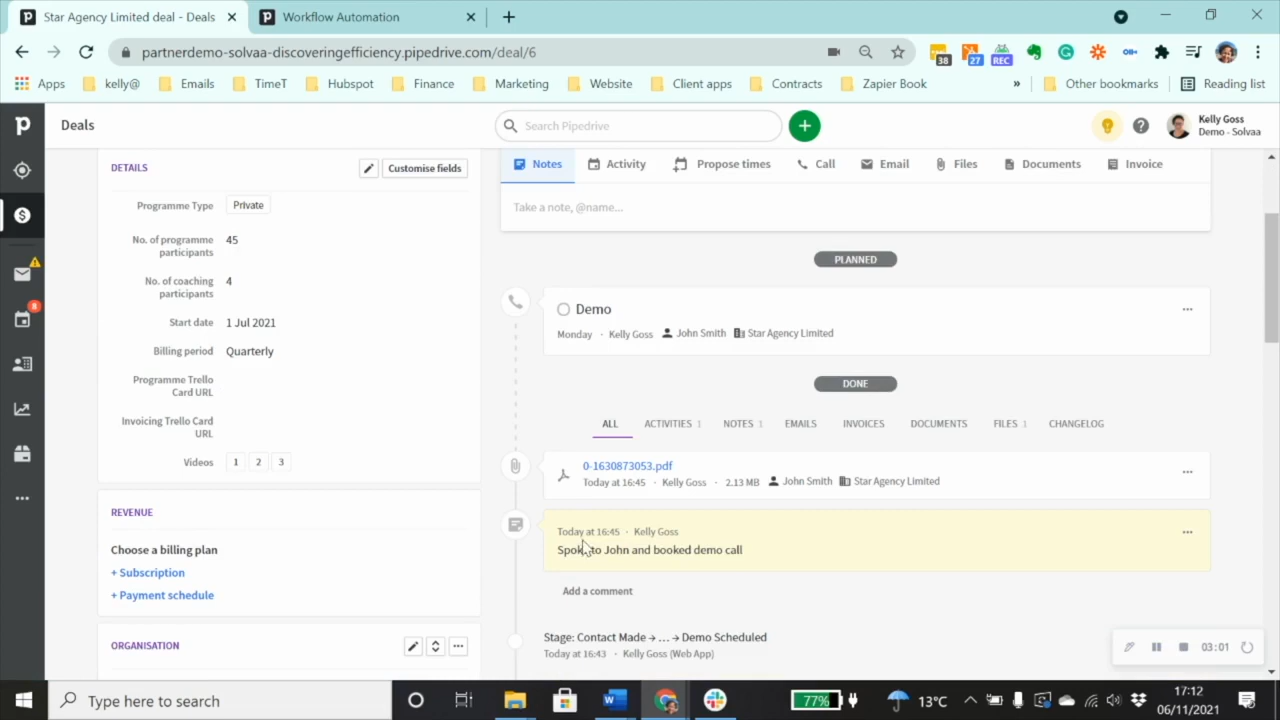 Star Agency Limited deal - Deals
Workflow Automation
partnerdemo-solvaa-discoveringefficiency.pipedrive.com/deal/6
38
27
REC
Apps
kelly@
Emails
TimeT
Hubspot
Finance
Marketing
Website
Client apps
Contracts
Zapier Book
»
Other bookmarks
Reading list
Deals
Search Pipedrive
Kelly Goss
Demo - Solvaa
8
DETAILS
Customise fields
Programme Type
Private
No. of programme
participants
45
No. of coaching
participants
4
Start date
1 Jul 2021
Billing period
Quarterly
Programme Trello
Card URL
Invoicing Trello Card
URL
Videos
1
2
3
REVENUE
Choose a billing plan
+ Subscription
+ Payment schedule
ORGANISATION
Notes
Activity
Propose times
Call
Email
Files
Documents
Invoice
Take a note, @name...
PLANNED
Demo
Monday · Kelly Goss John Smith Star Agency Limited
DONE
ALL
ACTIVITIES 1
NOTES 1
EMAILS
INVOICES
DOCUMENTS
FILES 1
CHANGELOG
0-1630873053.pdf
Today at 16:45 · Kelly Goss · 2.13 MB John Smith Star Agency Limited
Today at 16:45 · Kelly Goss
Spoke to John and booked demo call
Add a comment
Stage: Contact Made → ... → Demo Scheduled
Today at 16:43 · Kelly Goss (Web App)
03:01
Type here to search
77%
13°C
17:12
06/11/2021